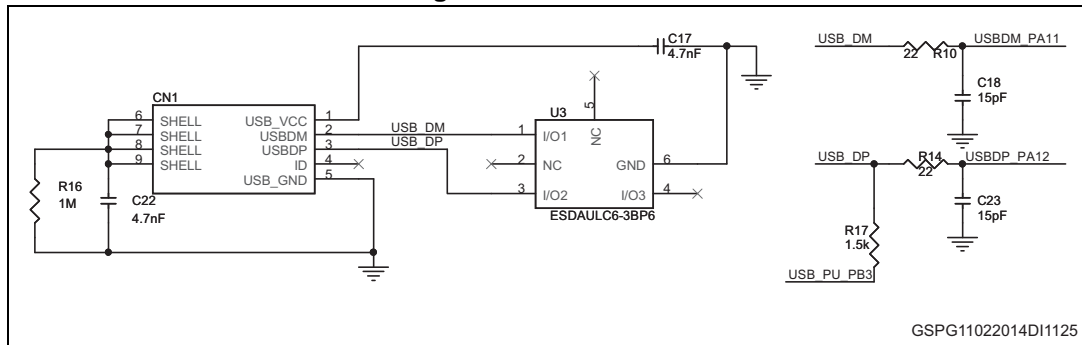 C17
4.7nF
USB_DM
22
R10
USBDM_PA11
C18
15pF
CN1
6
7
8
9
SHELL
SHELL
SHELL
SHELL
USB_VCC
USBDM
USBDP
ID
USB_GND
1
2
3
4
5
USB_DM
USB_DP
U3
5
NC
1
I/O1
2
NC
3
I/O2
GND
6
I/O3
4
ESDAULC6-3BP6
R16
1M
C22
4.7nF
USB_DP
R14
22
USBDP_PA12
C23
15pF
R17
1.5k
USB_PU_PB3
GSPG11022014DI1125